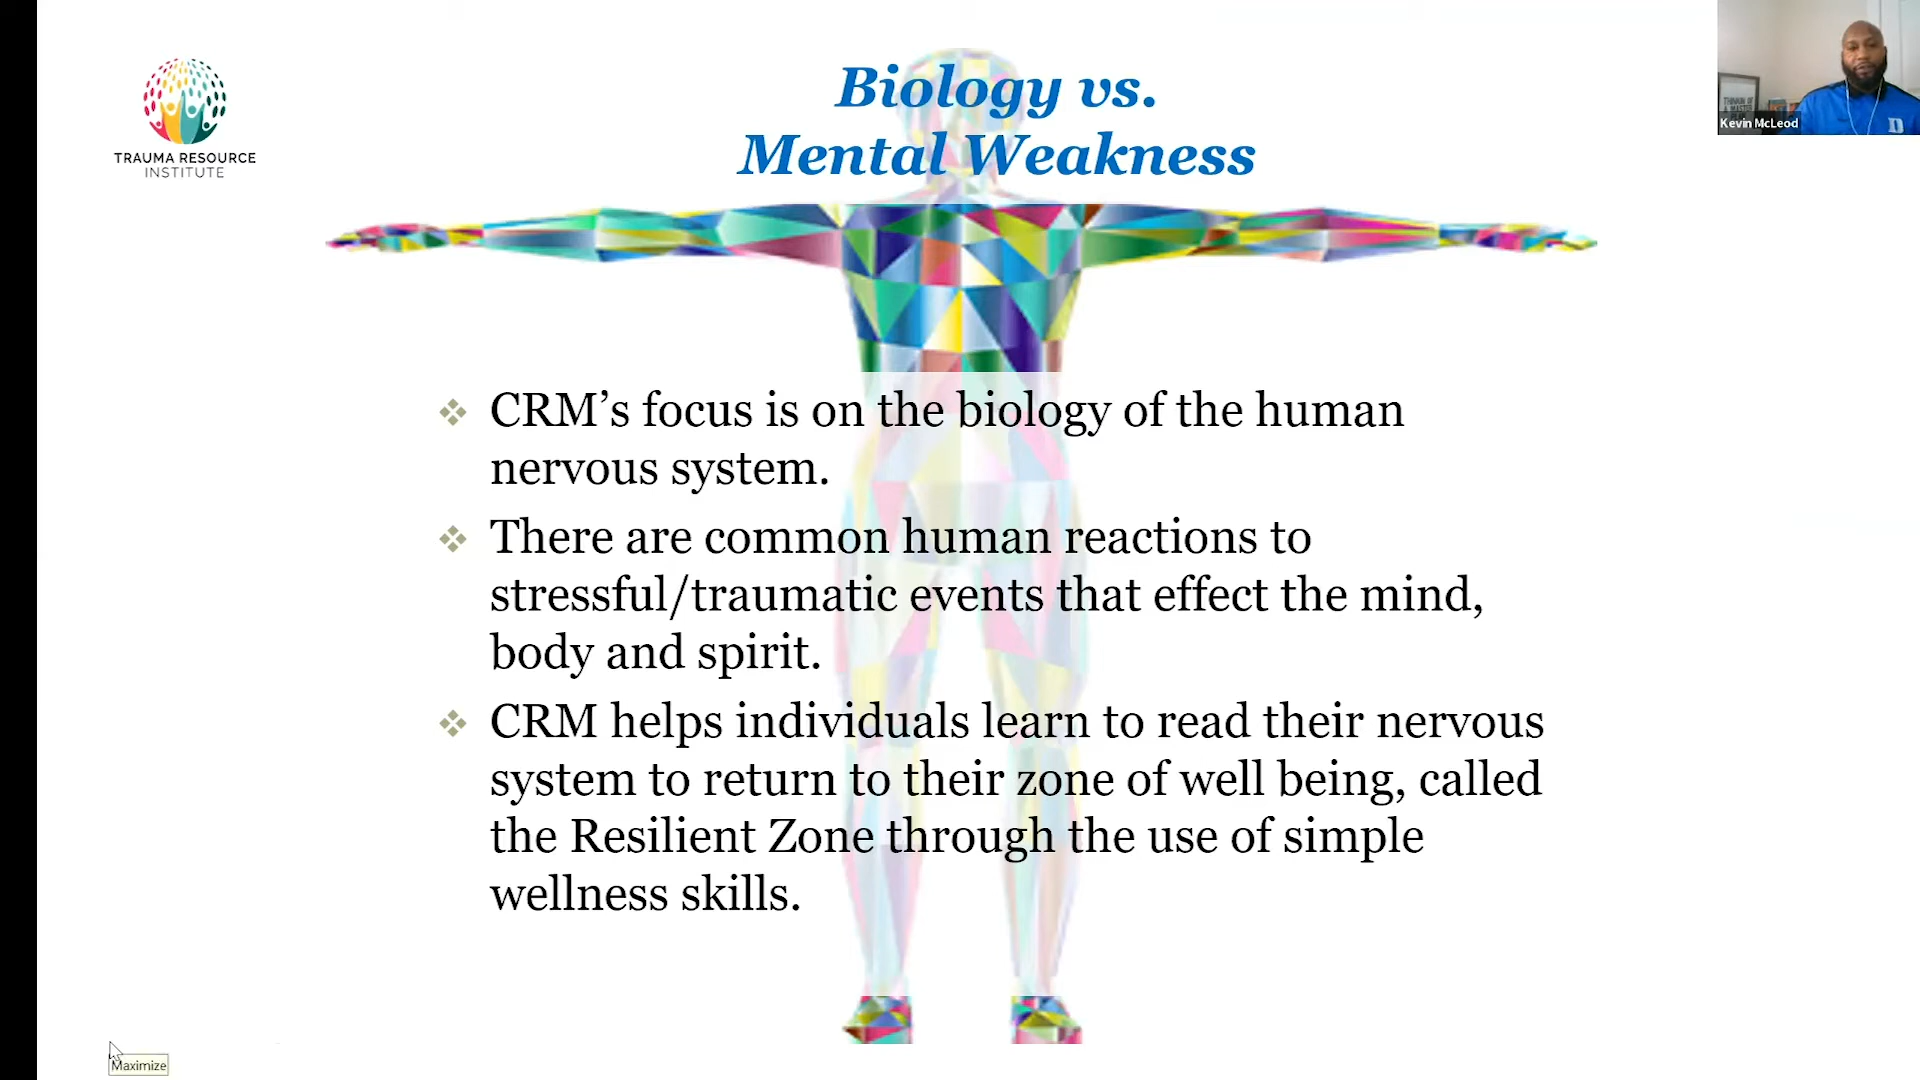 TRAUMA RESOURCE
INSTITUTE
Biology vs.
Mental Weakness
Kevin McLeod
❖ CRM’s focus is on the biology of the human
nervous system.
❖ There are common human reactions to
stressful/traumatic events that effect the mind,
body and spirit.
❖ CRM helps individuals learn to read their nervous
system to return to their zone of well being, called
the Resilient Zone through the use of simple
wellness skills.
Maximize